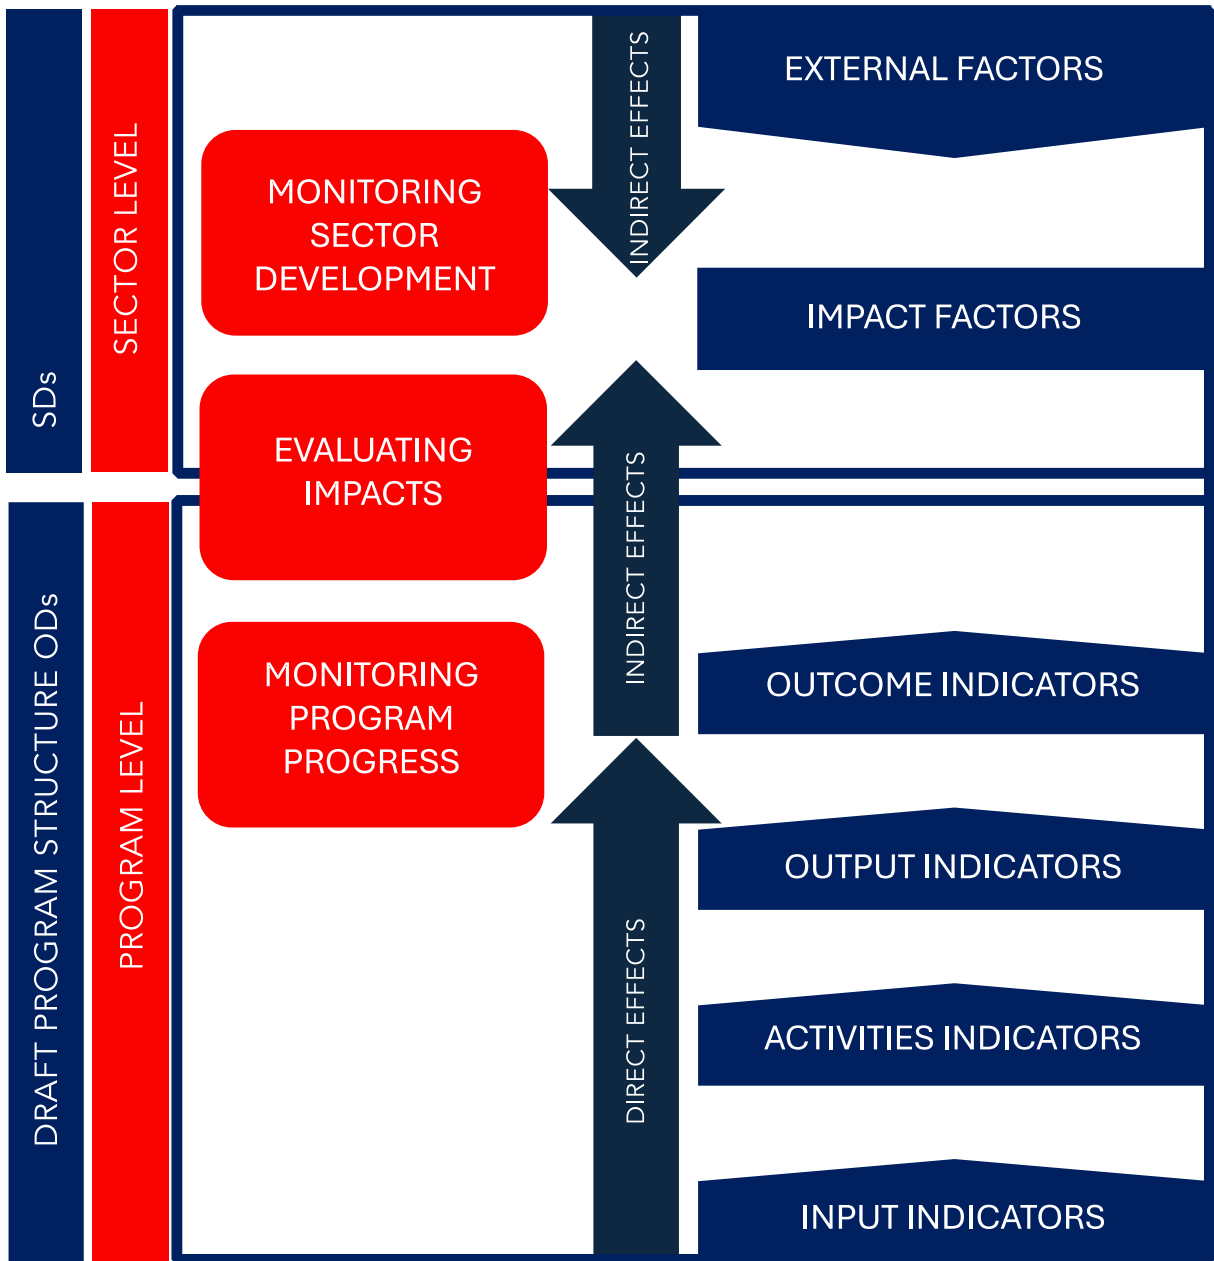 SDs
SECTOR LEVEL
MONITORING
SECTOR
DEVELOPMENT
INDIRECT EFFECTS
EXTERNAL FACTORS
IMPACT FACTORS
EVALUATING
IMPACTS
INDIRECT EFFECTS
DRAFT PROGRAM STRUCTURE ODs
PROGRAM LEVEL
MONITORING
PROGRAM
PROGRESS
OUTCOME INDICATORS
DIRECT EFFECTS
OUTPUT INDICATORS
ACTIVITIES INDICATORS
INPUT INDICATORS